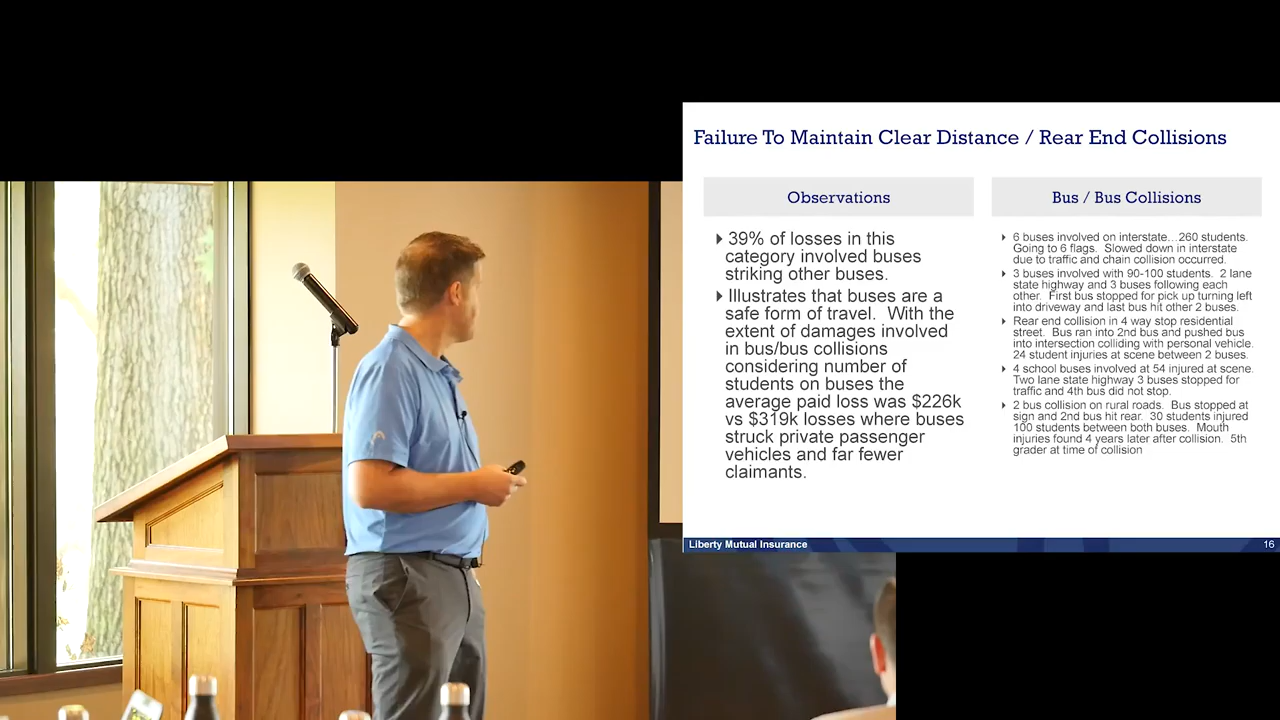 Failure To Maintain Clear Distance / Rear End Collisions
Observations
39% of losses in this
category involved buses
striking other buses.
Illustrates that buses are a
safe form of travel.  With the
extent of damages involved
in bus/bus collisions
considering number of
students on buses the
average paid loss was $226k
vs $319k losses where buses
struck private passenger
vehicles and far fewer
claimants.
Bus / Bus Collisions
6 buses involved on interstate…260 students.
Going to 6 flags.  Slowed down in interstate
due to traffic and chain collision occurred.
3 buses involved with 90-100 students.  2 lane
state highway and 3 buses following each
other.  First bus stopped for pick up turning left
into driveway and last bus hit other 2 buses.
Rear end collision in 4 way stop residential
street.  Bus ran into 2nd bus and pushed bus
into intersection colliding with personal vehicle.
24 student injuries at scene between 2 buses.
4 school buses involved at 54 injured at scene.
Two lane state highway 3 buses stopped for
traffic and 4th bus did not stop.
2 bus collision on rural roads.  Bus stopped at
sign and 2nd bus hit rear.  30 students injured
100 students between both buses.  Mouth
injuries found 4 years later after collision.  5th
grader at time of collision
Liberty Mutual Insurance
16